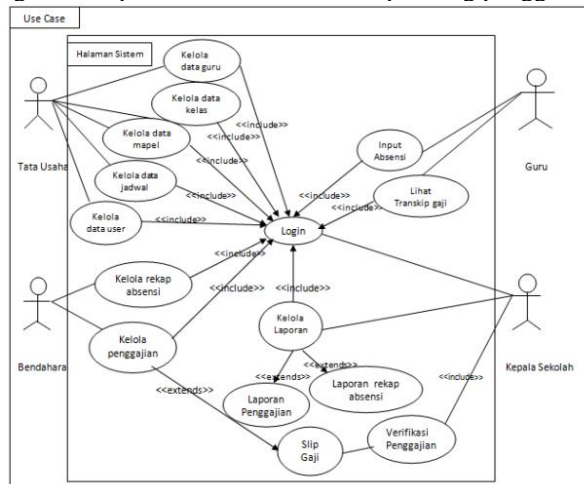 Use Case
Halaman Sistem
Kelola
data guru
Kelola data
kelas
<<include>>
Kelola data
mapel
<<include>>
<<include>>
Tata Usaha
Kelola data
jadwal
<<include>>
Kelola
data user
<<include>>
Input
Absensi
<<include>>
Guru
Lihat
Transkip gaji
<<include>>
Login
Kelola rekap
absensi
<<include>>
<<include>>
<<include>>
Bendahara
Kelola
penggajian
Kelola
Laporan
Kepala Sekolah
<<extends>>
<<extends>>
<<extends>>
<<include>>
Laporan
Penggajian
Laporan rekap
absensi
Slip
Gaji
Verifikasi
Penggajian